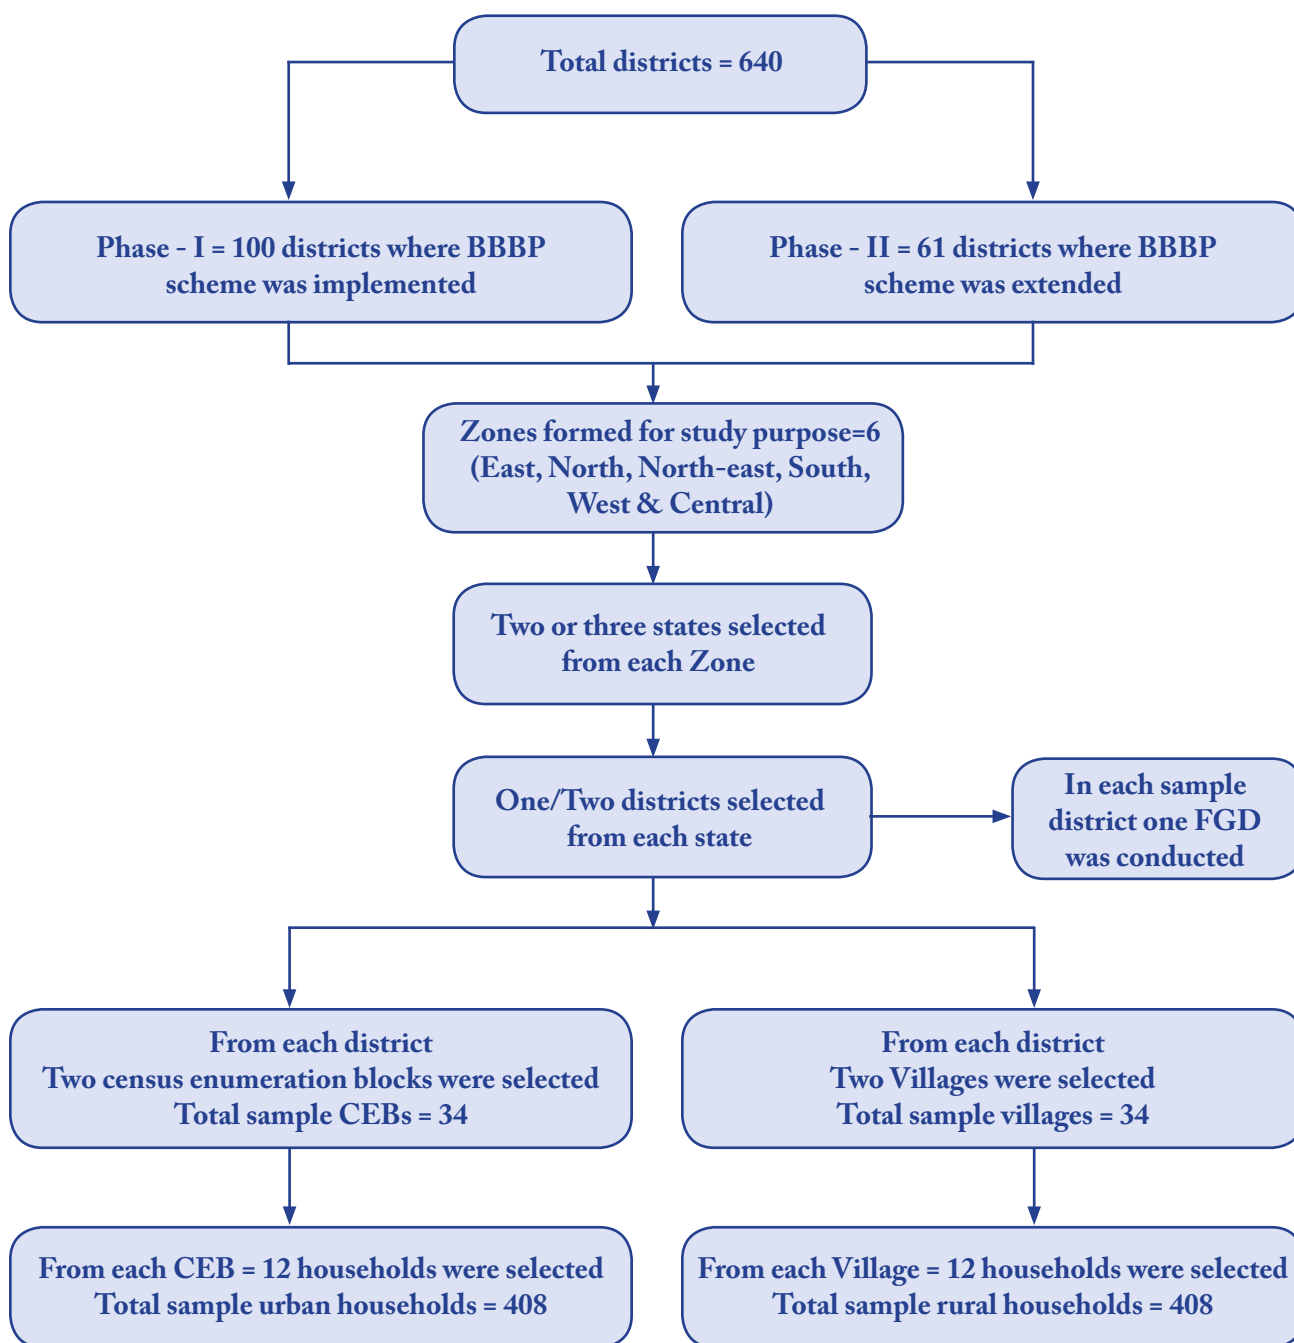 Total districts = 640
Phase - I = 100 districts where BBBP
scheme was implemented
Phase - II = 61 districts where BBBP
scheme was extended
Zones formed for study purpose=6
(East, North, North-east, South,
West & Central)
Two or three states selected
from each Zone
One/Two districts selected
from each state
In each sample
district one FGD
was conducted
From each district
Two census enumeration blocks were selected
Total sample CEBs = 34
From each district
Two Villages were selected
Total sample villages = 34
From each CEB = 12 households were selected
Total sample urban households = 408
From each Village = 12 households were selected
Total sample rural households = 408